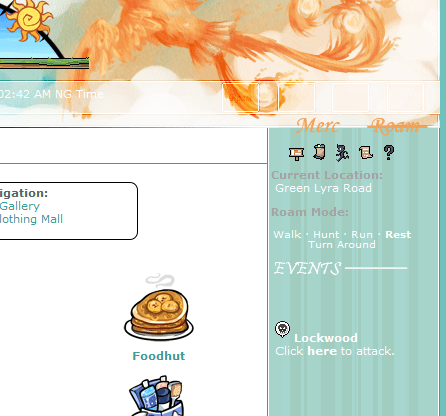 02:42 AM NG Time
Merc Roam
Current Location:
Green Lyra Road
Roam Mode:
Walk · Hunt · Run · Rest
Turn Around
EVENTS
Lockwood
Click here to attack.
igation:
Gallery
lothing Mall
Foodhut